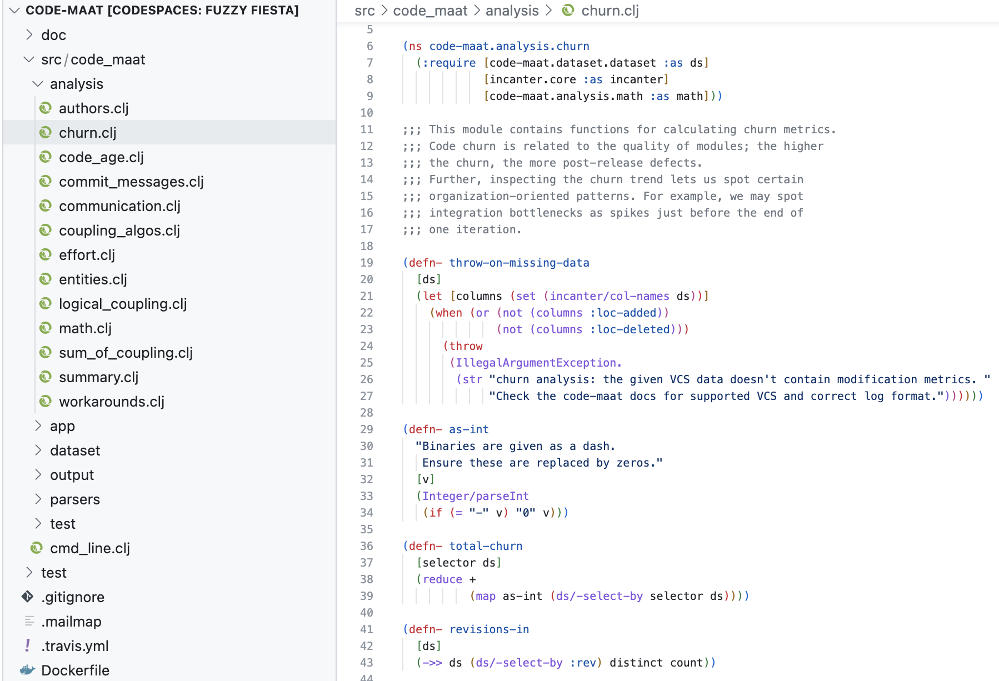 CODE-MAAT [CODESPACES: FUZZY FIESTA]
doc
src/code_maat
analysis
authors.clj
churn.clj
code_age.clj
commit_messages.clj
communication.clj
coupling_algos.clj
effort.clj
entities.clj
logical_coupling.clj
math.clj
sum_of_coupling.clj
summary.clj
workarounds.clj
app
dataset
output
parsers
test
cmd_line.clj
test
.gitignore
.mailmap
.travis.yml
Dockerfile
src > code_maat > analysis > churn.clj
5
6 (ns code-maat.analysis.churn
7   (:require [code-maat.dataset.dataset :as ds]
8             [incanter.core :as incanter]
9             [code-maat.analysis.math :as math]))
10
11 ;;; This module contains functions for calculating churn metrics.
12 ;;; Code churn is related to the quality of modules; the higher
13 ;;; the churn, the more post-release defects.
14 ;;; Further, inspecting the churn trend lets us spot certain
15 ;;; organization-oriented patterns. For example, we may spot
16 ;;; integration bottlenecks as spikes just before the end of
17 ;;; one iteration.
18
19 (defn- throw-on-missing-data
20   [ds]
21   (let [columns (set (incanter/col-names ds))]
22     (when (or (not (columns :loc-added))
23               (not (columns :loc-deleted)))
24       (throw
25        (IllegalArgumentException.
26         (str "churn analysis: the given VCS data doesn't contain modification metrics. "
27              "Check the code-maat docs for supported VCS and correct log format."))))))
28
29 (defn- as-int
30   "Binaries are given as a dash.
31    Ensure these are replaced by zeros."
32   [v]
33   (Integer/parseInt
34    (if (= "-" v) "0" v)))
35
36 (defn- total-churn
37   [selector ds]
38   (reduce +
39           (map as-int (ds/-select-by selector ds))))
40
41 (defn- revisions-in
42   [ds]
43   (->> ds (ds/-select-by :rev) distinct count))
44